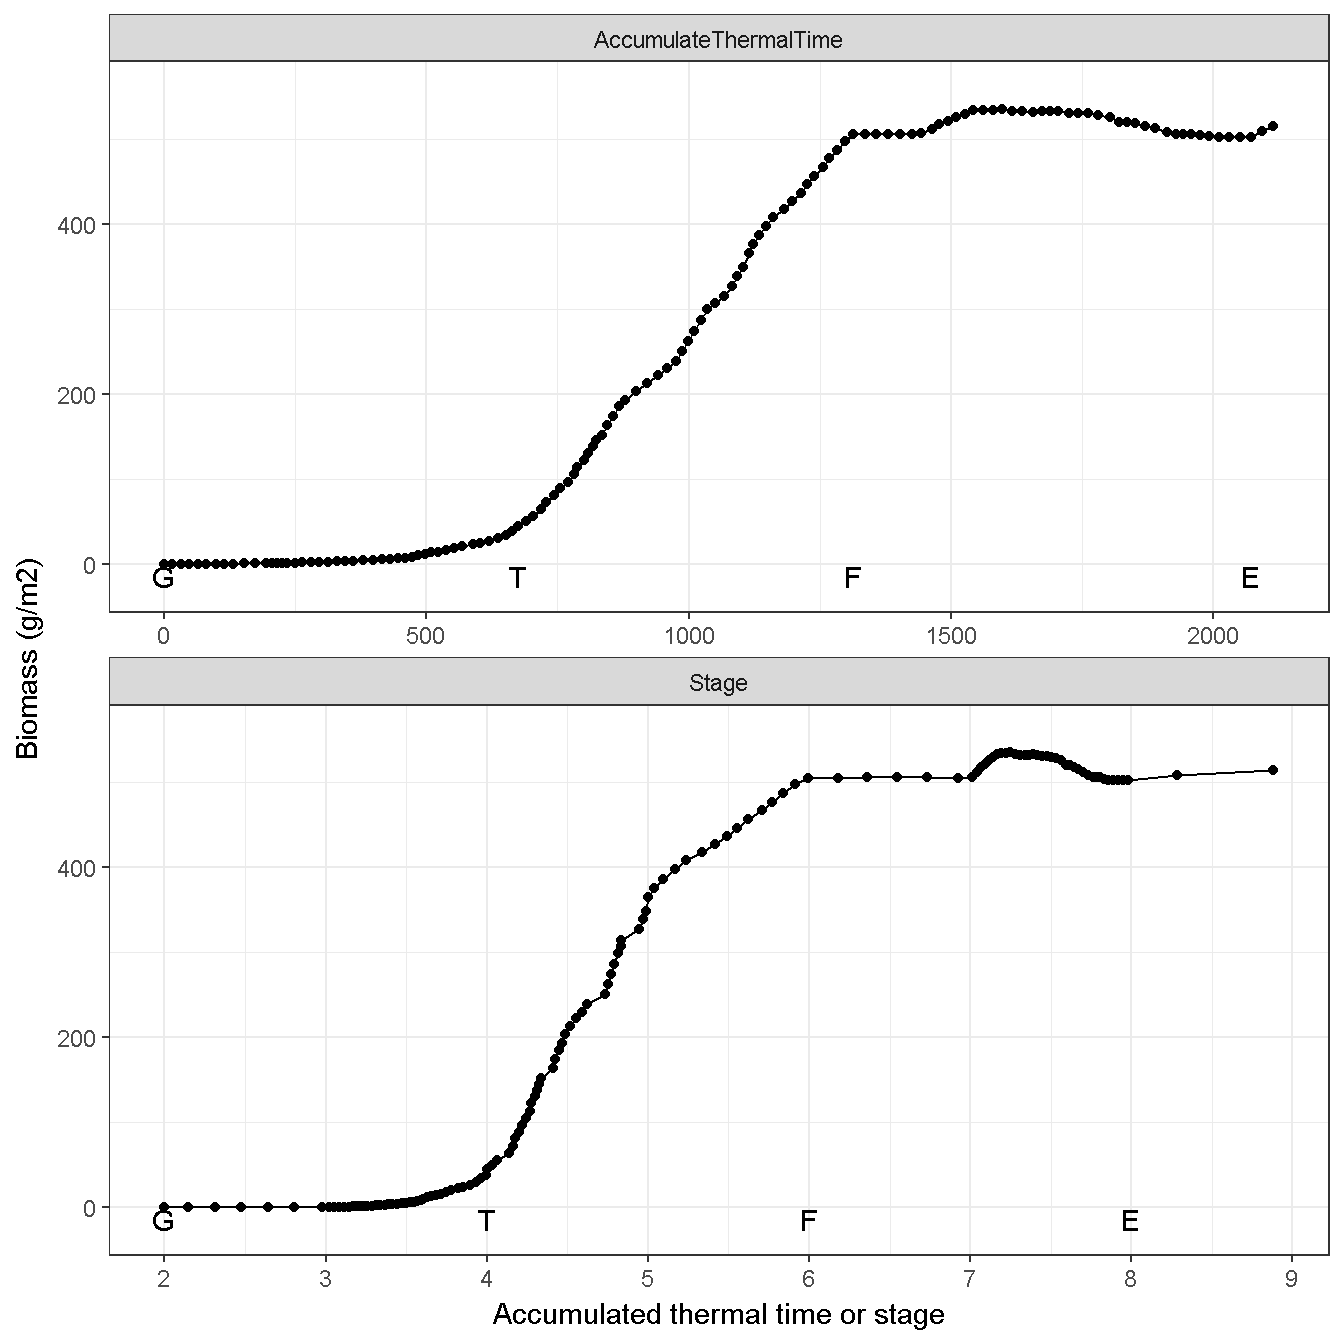 AccumulateThermalTime
400
200
0
G T F E
0 500 1000 1500 2000
Biomass (g/m2)
Stage
400
200
0
G T F E
2 3 4 5 6 7 8 9
Accumulated thermal time or stage